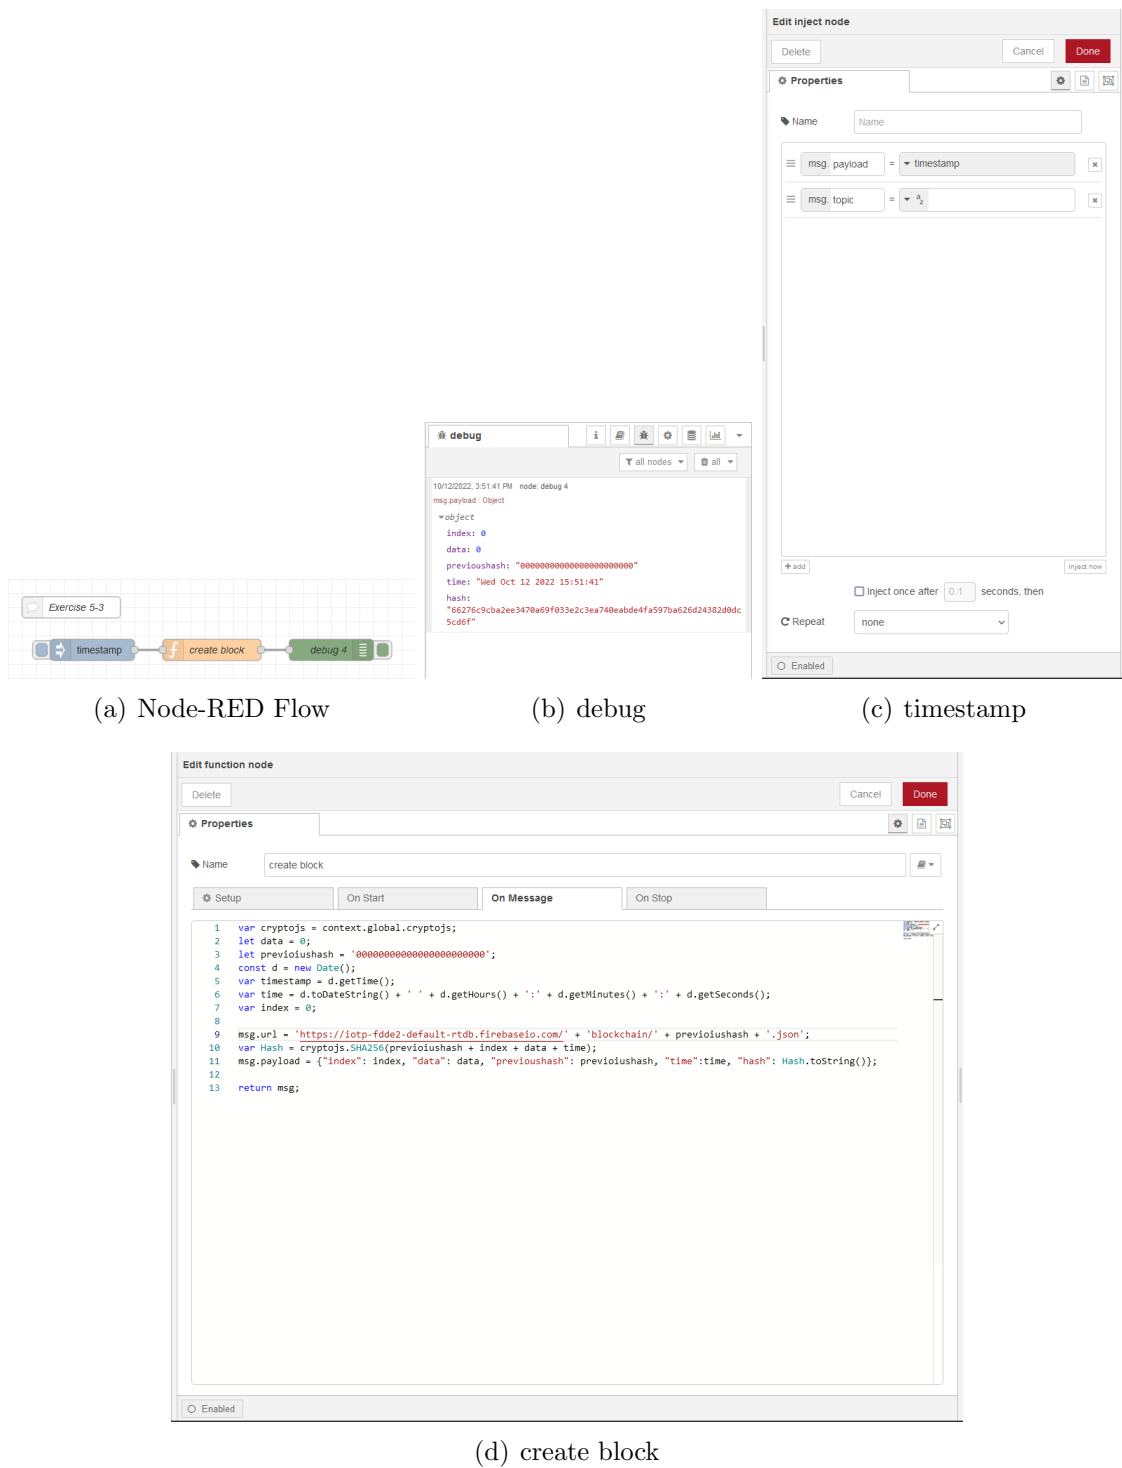 Edit inject node
Delete
Cancel
Done
Properties
Name
Name
msg. payload = timestamp
msg. topic =
add
inject now
Inject once after 0.1 seconds, then
Repeat
none
Enabled
debug
i
all nodes
all
10/12/2022, 3:51:41 PM node: debug 4
msg.payload : Object
object
index: 0
data: 0
time: "Wed Oct 12 2022 15:51:41"
hash:
"66276c9cba2ee3470a69f033e2c3ea740eabde4fa597ba626d24382d0dc
5cd6f"
Exercise 5-3
timestamp
create block
debug 4
(a) Node-RED Flow
(b) debug
(c) timestamp
Edit function node
Delete
Cancel
Done
Properties
Name
create block
Setup
On Start
On Message
On Stop
1 var cryptojs = context.global.cryptojs;
2 let data = 0;
3 let previoiushash =
4 const d = new Date();
5 var timestamp = d.getTime();
6 var time = d.toDateString() + ' ' + d.getHours() + ':' + d.getMinutes() + ':' + d.getSeconds();
7 var index = 0;
8
9 msg.url = 'https://iotp-fdde2-default-rtdb.firebaseio.com/' + 'blockchain/' + previoiushash + '.json';
10 var Hash = cryptojs.SHA256(previoiushash + index + data + time);
11 msg.payload = {"index": index, "data": data, "previoushash": previoiushash, "time":time, "hash": Hash.toString()};
12
13 return msg;
Enabled
(d) create block